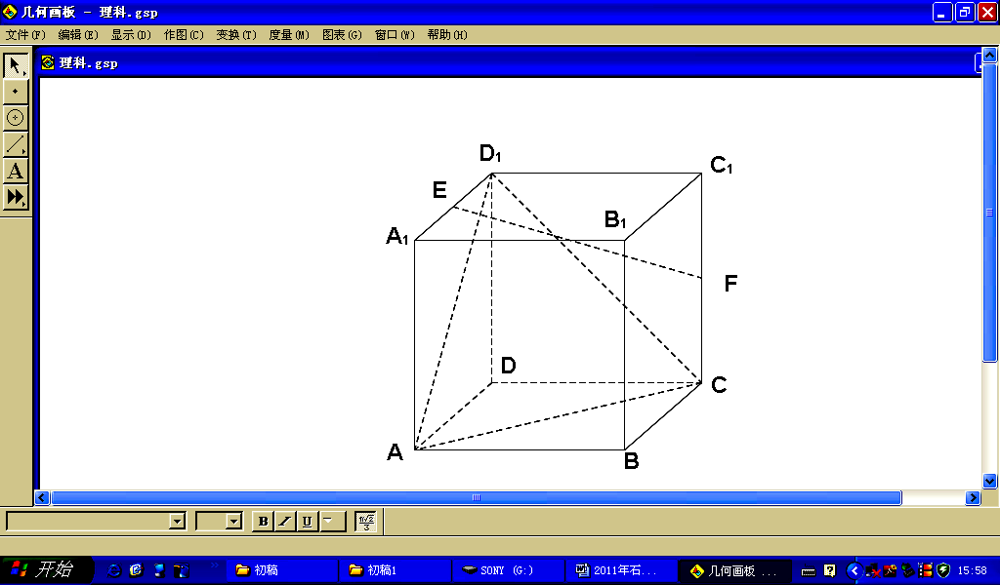 几何画板 - 理科.gsp
文件(F) 编辑(E) 显示(D) 作图(C) 变换(T) 度量(M) 图表(G) 窗口(W) 帮助(H)
理科.gsp
A
D₁
C₁
E
B₁
A₁
F
D
C
A
B
B I U
开始 初稿 初稿1 SONY (G:) 2011年石... 几何画板 ... 15:58